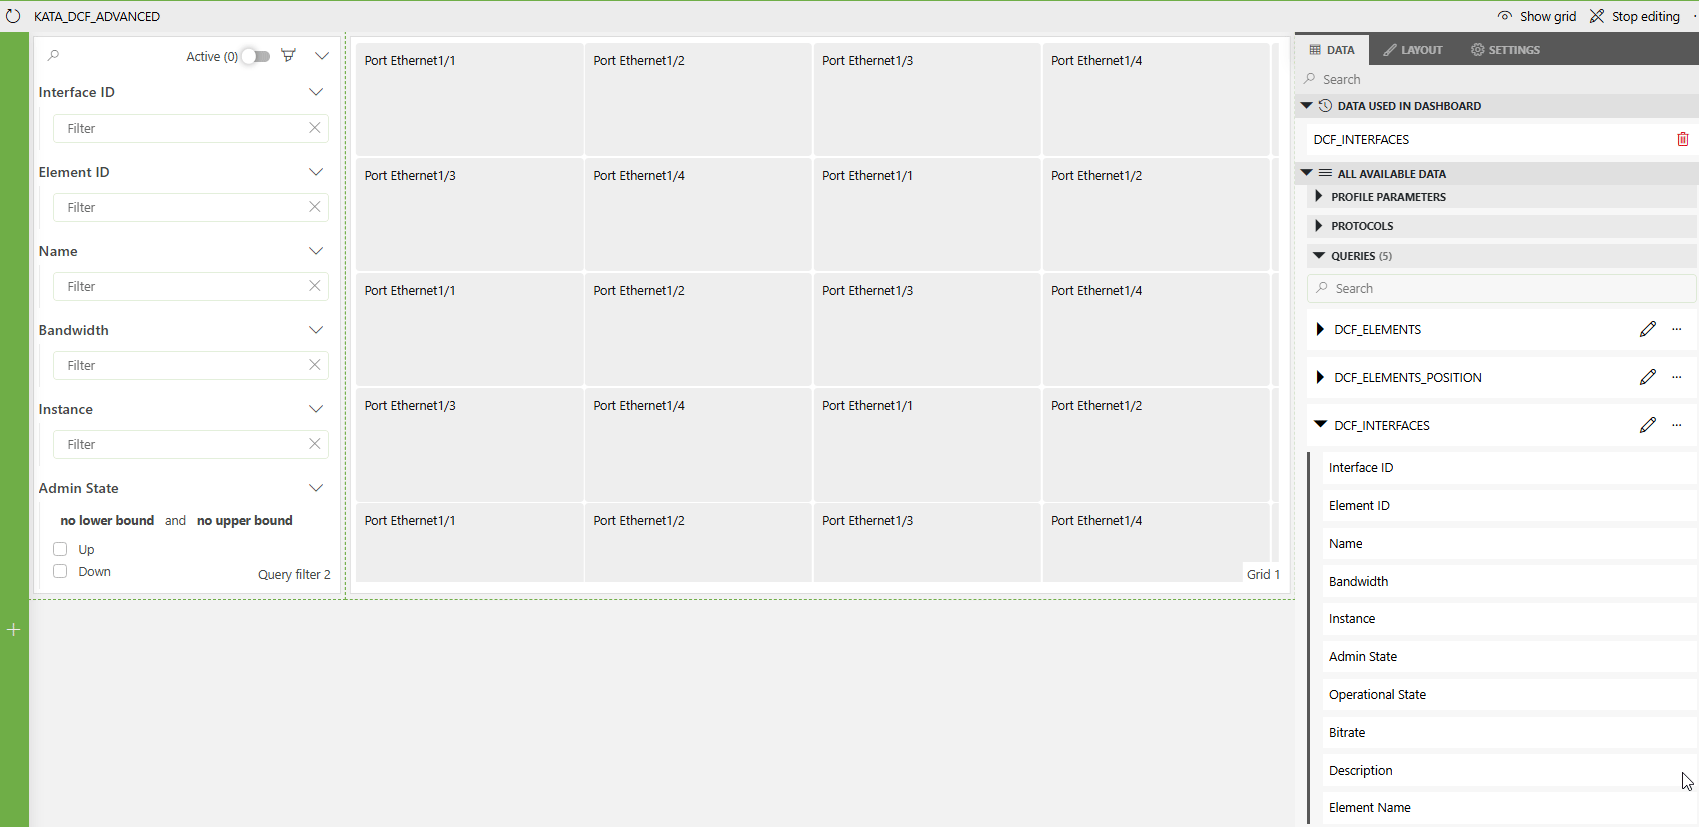 KATA_DCF_ADVANCED
Show grid
Stop editing
Active (0)
Interface ID
Filter
Element ID
Filter
Name
Filter
Bandwidth
Filter
Instance
Filter
Admin State
no lower bound and no upper bound
Up
Down
Query filter 2
Port Ethernet1/1 Port Ethernet1/2 Port Ethernet1/3 Port Ethernet1/4
Port Ethernet1/3 Port Ethernet1/4 Port Ethernet1/1 Port Ethernet1/2
Port Ethernet1/1 Port Ethernet1/2 Port Ethernet1/3 Port Ethernet1/4
Port Ethernet1/3 Port Ethernet1/4 Port Ethernet1/1 Port Ethernet1/2
Port Ethernet1/1 Port Ethernet1/2 Port Ethernet1/3 Port Ethernet1/4
Grid 1
DATA LAYOUT SETTINGS
Search
DATA USED IN DASHBOARD
DCF_INTERFACES
ALL AVAILABLE DATA
PROFILE PARAMETERS
PROTOCOLS
QUERIES (5)
Search
DCF_ELEMENTS
DCF_ELEMENTS_POSITION
DCF_INTERFACES
Interface ID
Element ID
Name
Bandwidth
Instance
Admin State
Operational State
Bitrate
Description
Element Name